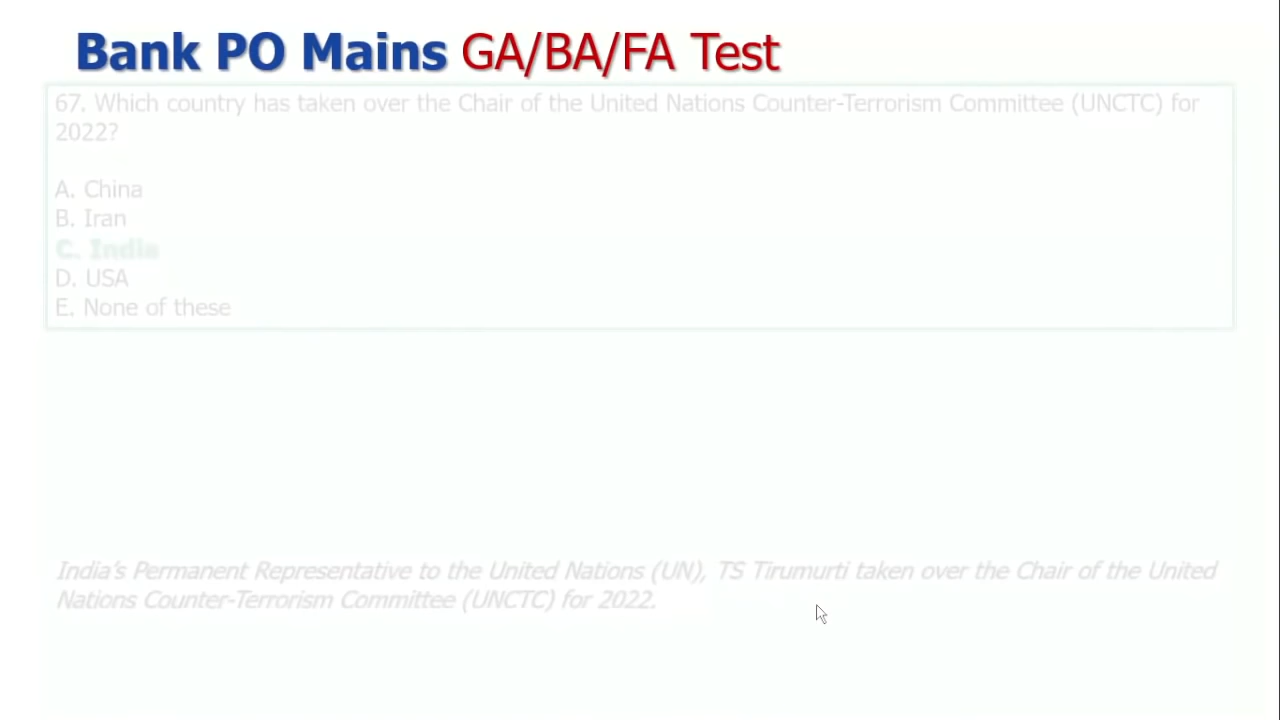 Bank PO Mains GA/BA/FA Test
67. Which country has taken over the Chair of the United Nations Counter-Terrorism Committee (UNCTC) for
2022?
A. China
B. Iran
C. India
D. USA
E. None of these
India's Permanent Representative to the United Nations (UN), TS Tirumurti taken over the Chair of the United
Nations Counter-Terrorism Committee (UNCTC) for 2022.